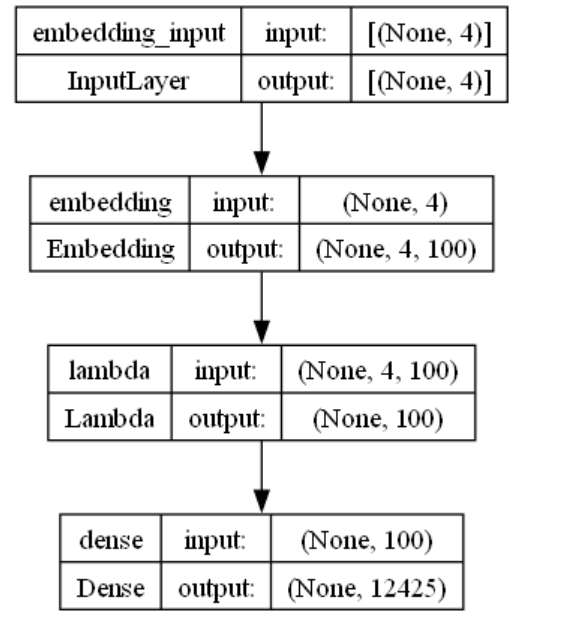 embedding_input input: [(None, 4)]
InputLayer output: [(None, 4)]
embedding input: (None, 4)
Embedding output: (None, 4, 100)
lambda input: (None, 4, 100)
Lambda output: (None, 100)
dense input: (None, 100)
Dense output: (None, 12425)